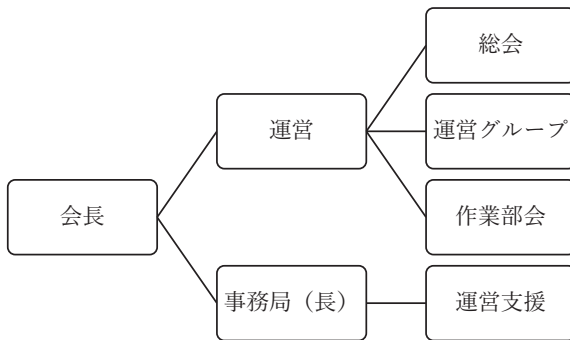 会長
運営
総会
運営グループ
作業部会
事務局（長）
運営支援